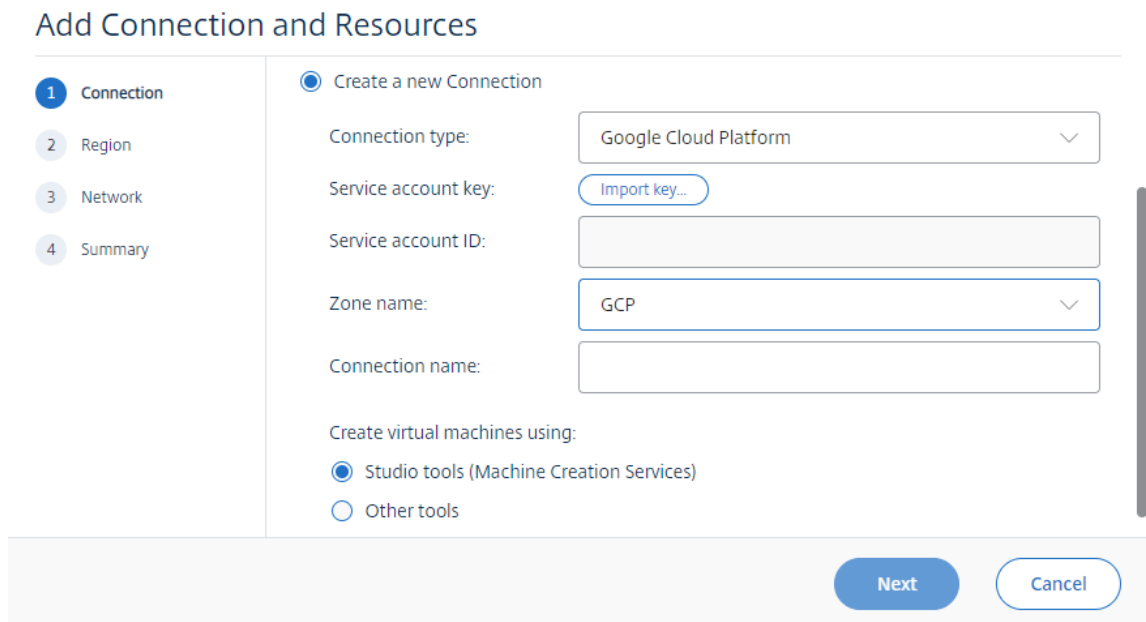 Add Connection and Resources
1 Connection
2 Region
3 Network
4 Summary
Create a new Connection
Connection type: Google Cloud Platform
Service account key: Import key...
Service account ID:
Zone name: GCP
Connection name:
Create virtual machines using:
Studio tools (Machine Creation Services)
Other tools
Next Cancel